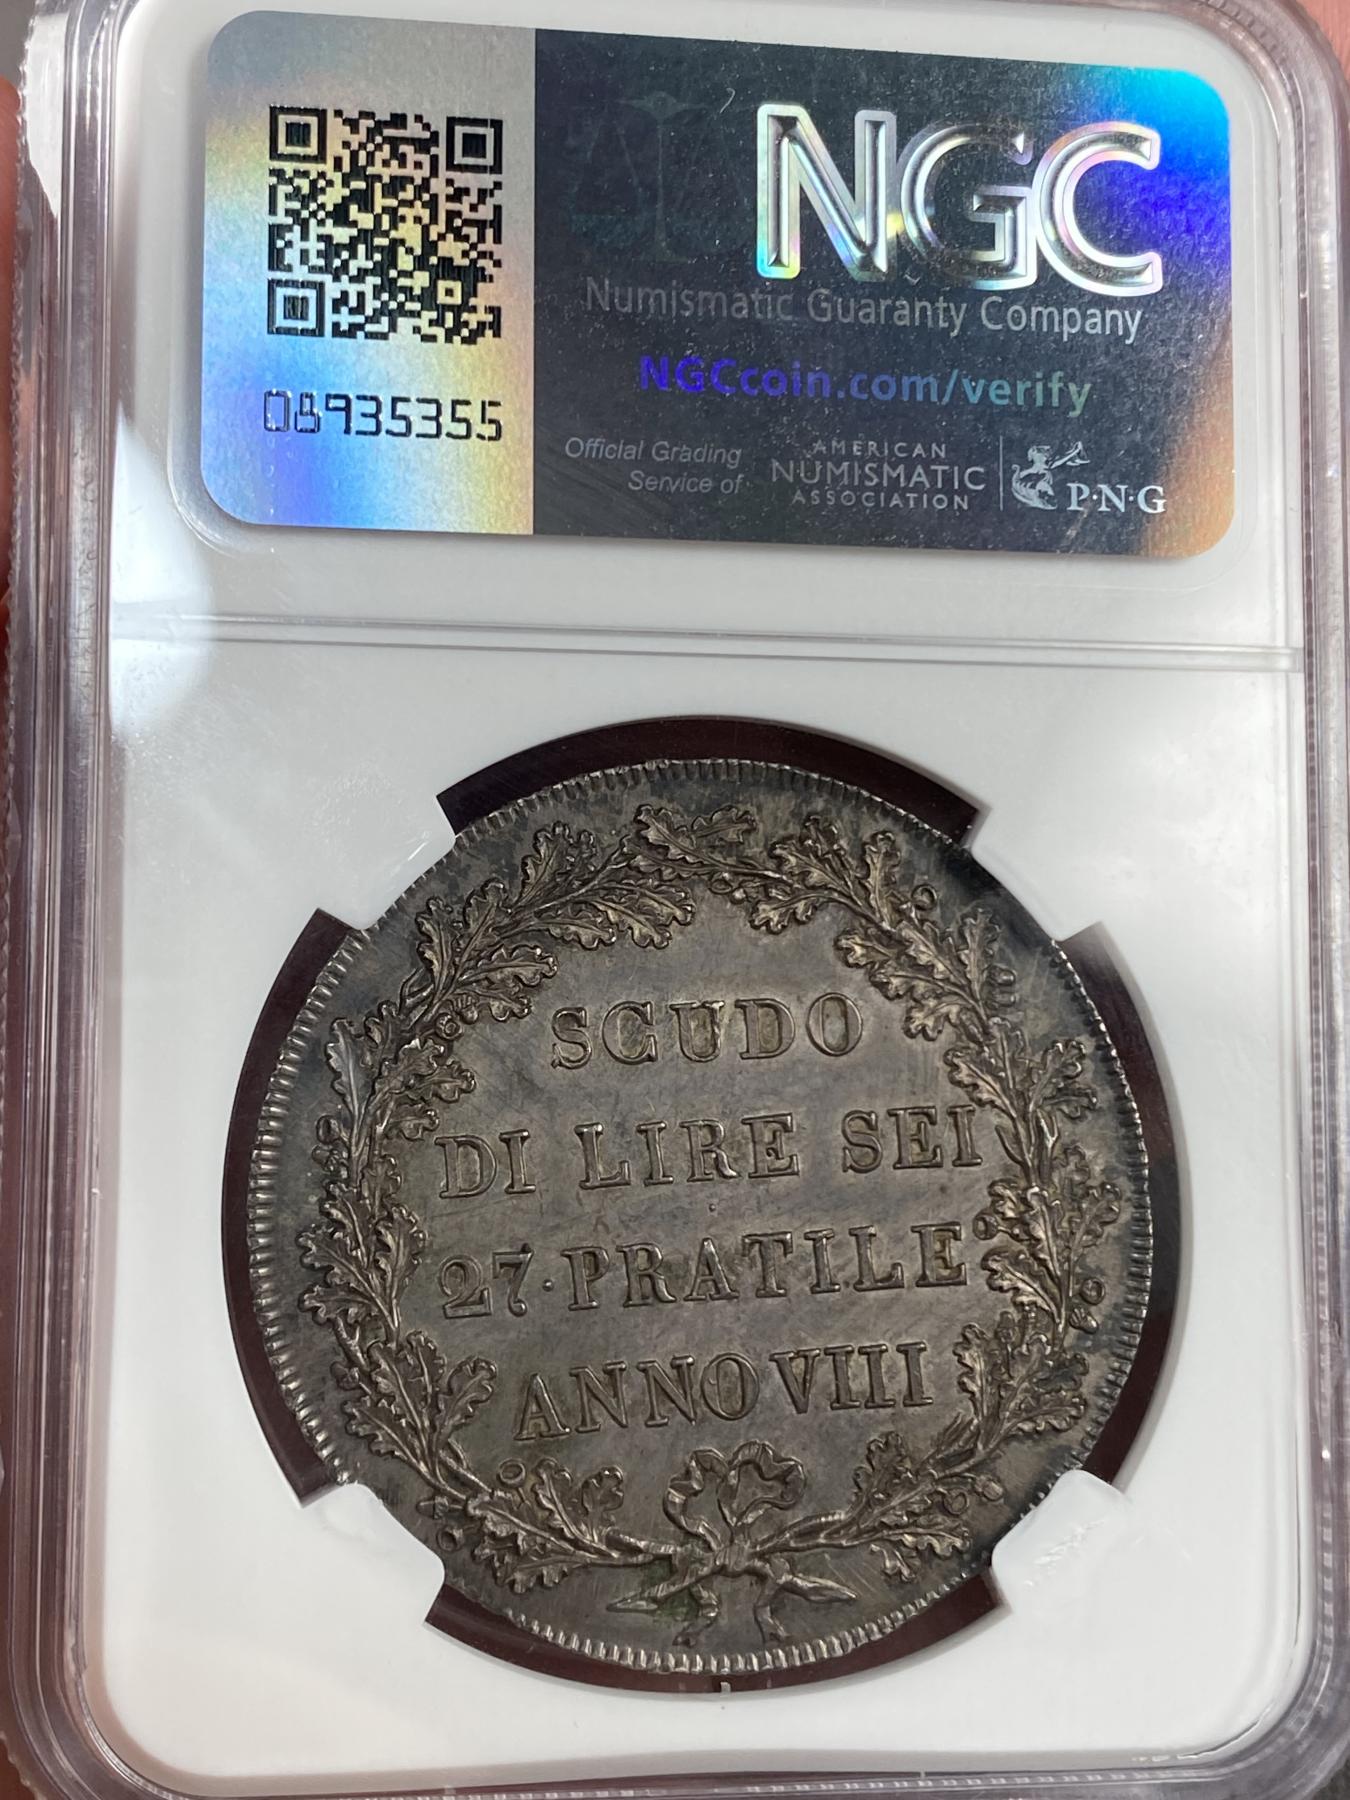 NGC
Numismatic Guaranty Company
NGCcoin.com/verify
08935355
Official Grading
Service of
AMERICAN
NUMISMATIC
ASSOCIATION
P·N·G
SCUDO
DI LIRE SEI
27·PRATILE
ANNO VIII